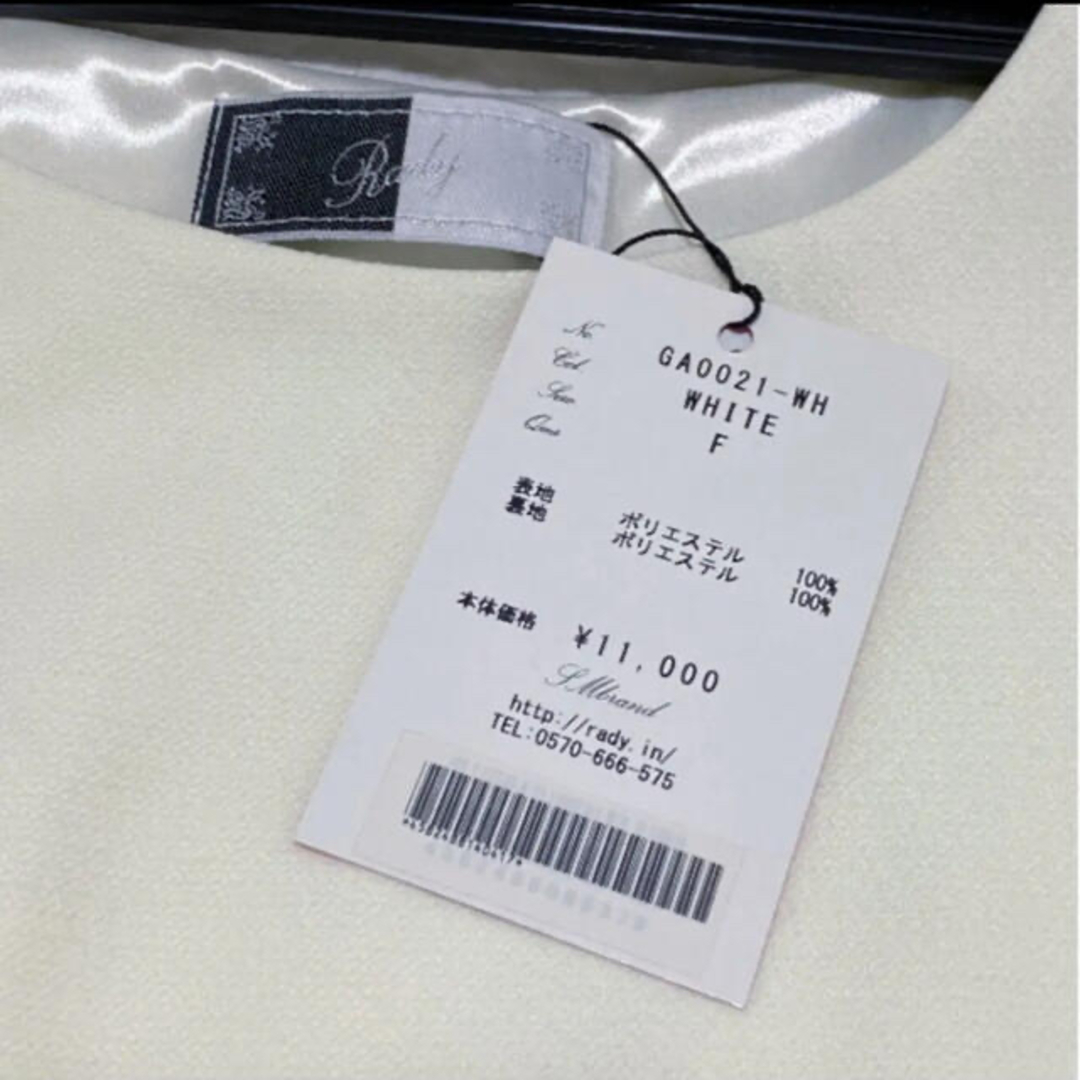 Rady
No
Col
GA0021-WH
WHITE
F
表地 ポリエステル 100%
裏地 ポリエステル 100%
本体価格 ¥11,000
SMbrand
http://rady.in/
TEL:0570-666-575